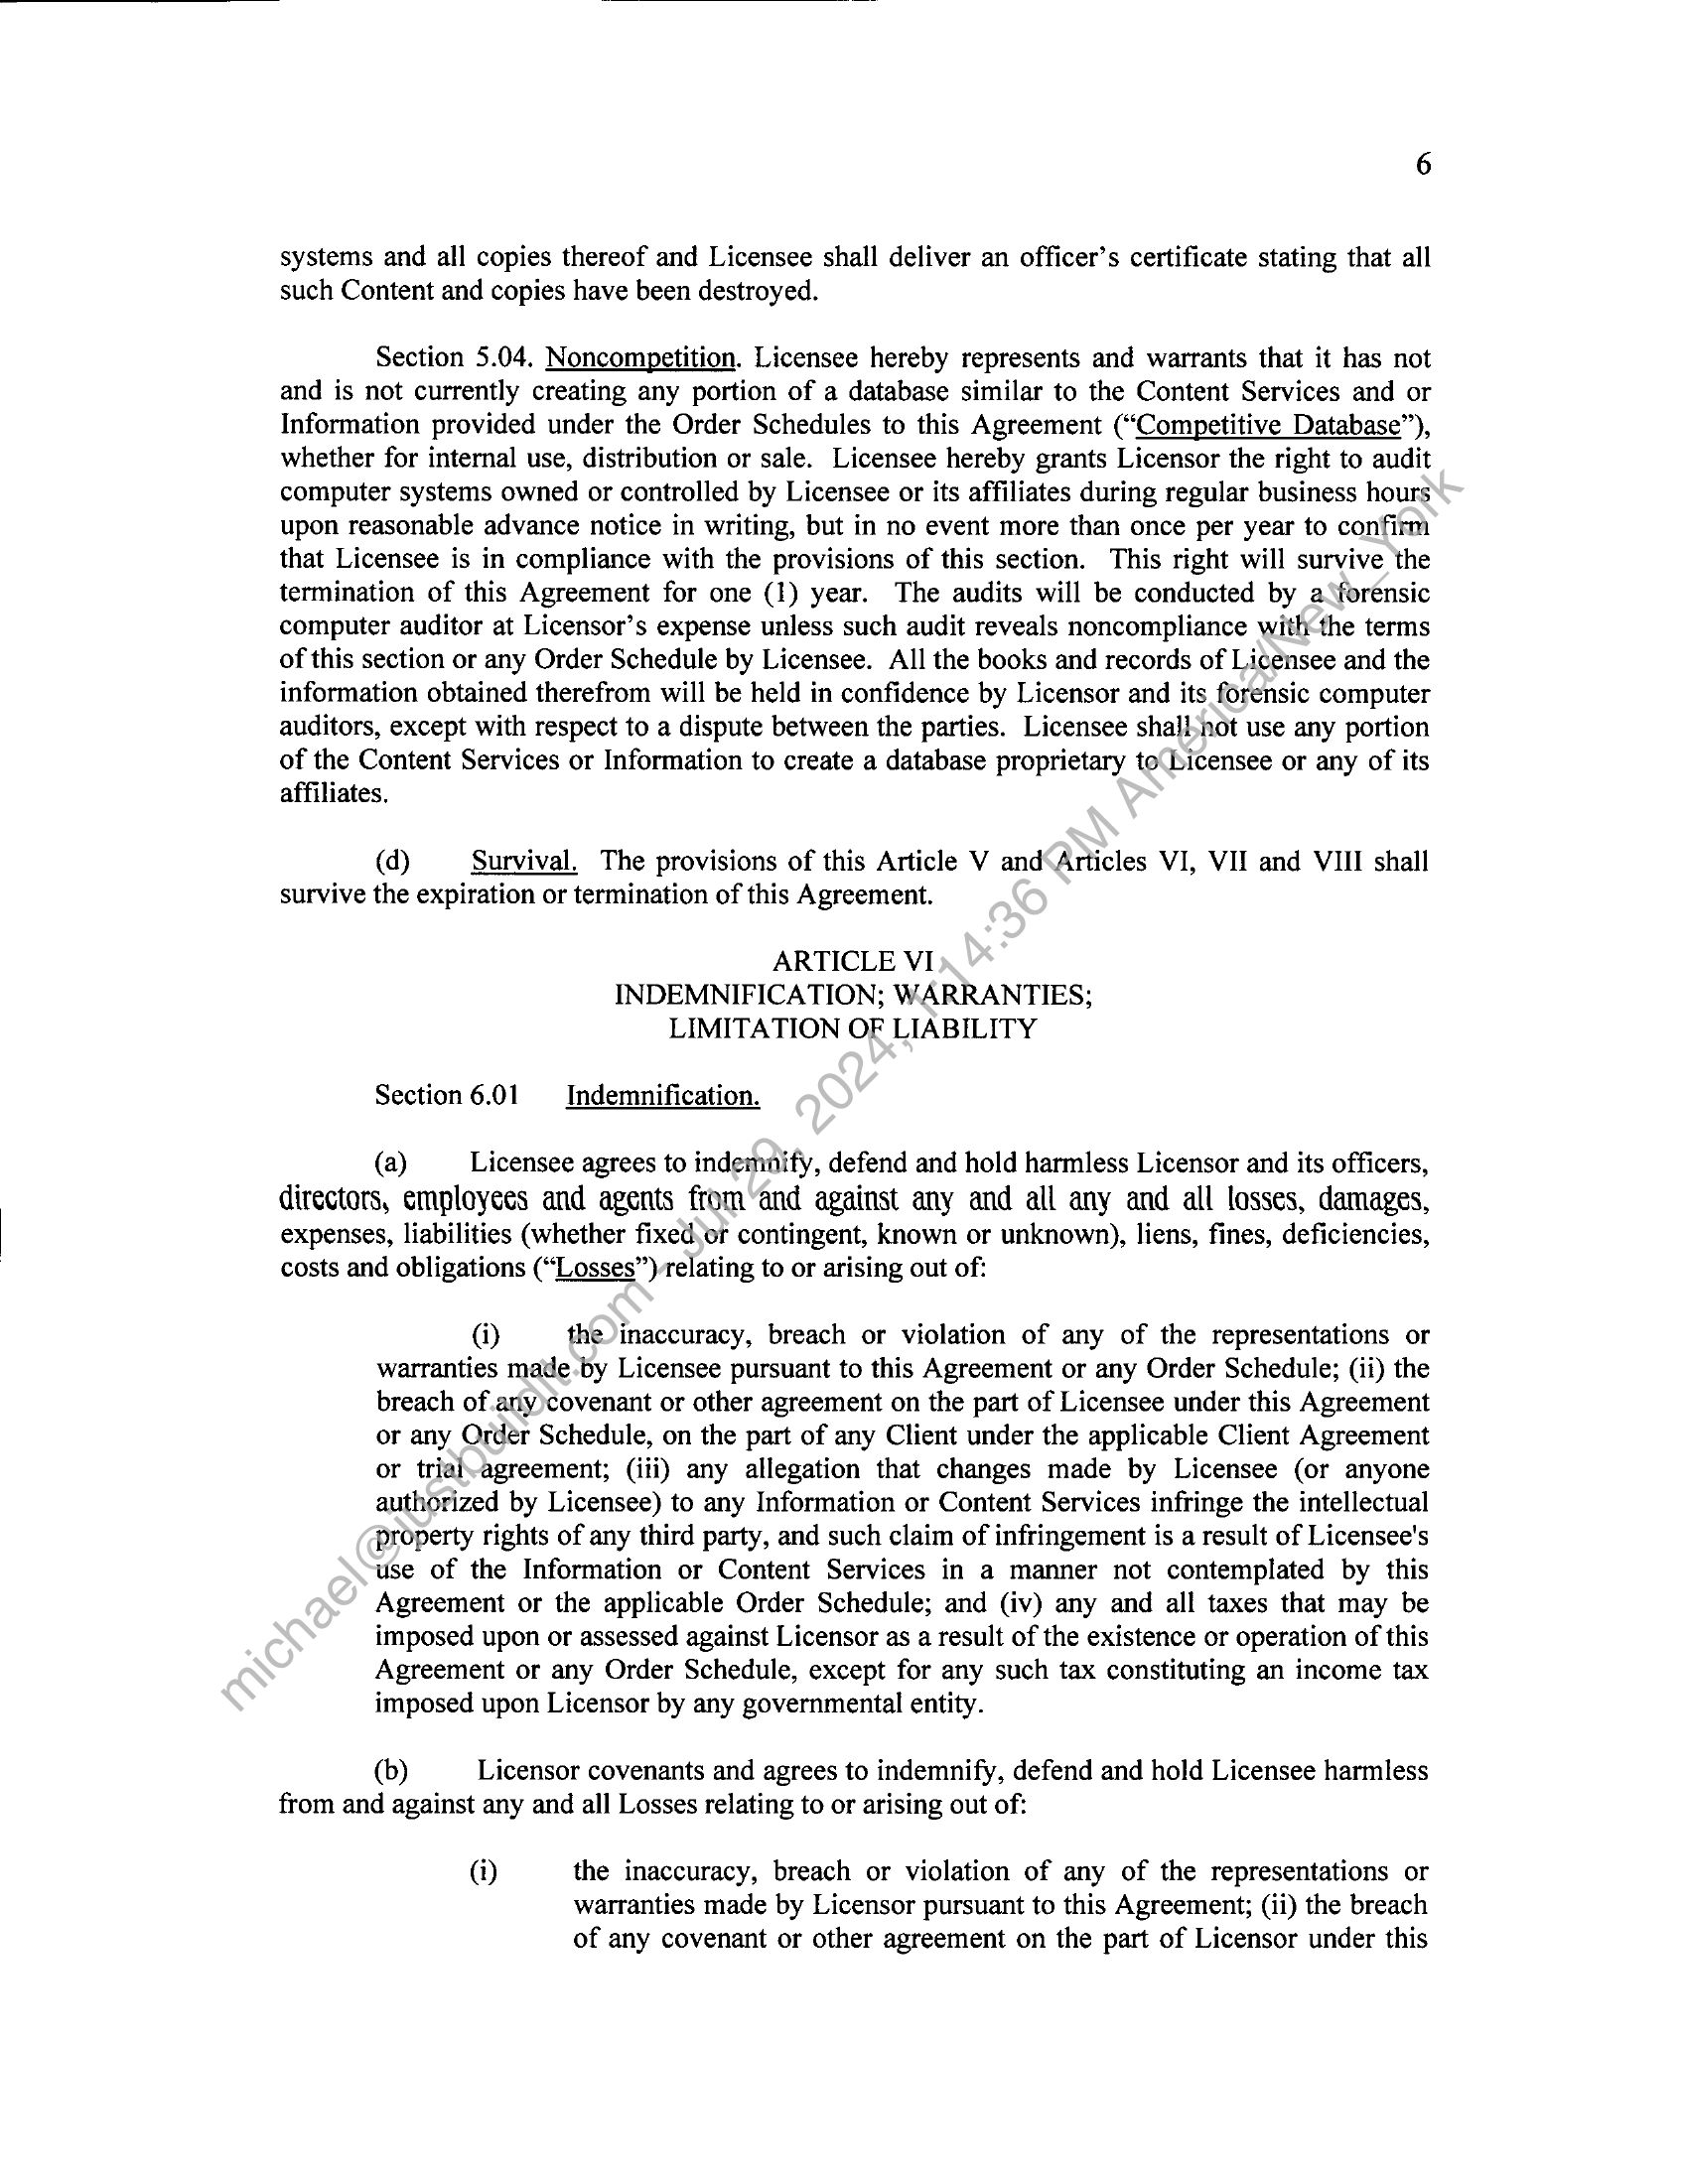 6
systems and all copies thereof and Licensee shall deliver an officer’s certificate stating that all
such Content and copies have been destroyed.
Section 5.04. Noncompetition. Licensee hereby represents and warrants that it has not
and is not currently creating any portion of a database similar to the Content Services and or
Information provided under the Order Schedules to this Agreement (“Competitive Database”),
whether for internal use, distribution or sale. Licensee hereby grants Licensor the right to audit
computer systems owned or controlled by Licensee or its affiliates during regular business hours
upon reasonable advance notice in writing, but in no event more than once per year to confirm
that Licensee is in compliance with the provisions of this section. This right will survive the
termination of this Agreement for one (1) year. The audits will be conducted by a forensic
computer auditor at Licensor’s expense unless such audit reveals noncompliance with the terms
of this section or any Order Schedule by Licensee. All the books and records of Licensee and the
information obtained therefrom will be held in confidence by Licensor and its forensic computer
auditors, except with respect to a dispute between the parties. Licensee shall not use any portion
of the Content Services or Information to create a database proprietary to Licensee or any of its
affiliates.
(d) Survival. The provisions of this Article V and Articles VI, VII and VIII shall
survive the expiration or termination of this Agreement.
ARTICLE VI
INDEMNIFICATION; WARRANTIES;
LIMITATION OF LIABILITY
Section 6.01 Indemnification.
(a) Licensee agrees to indemnify, defend and hold harmless Licensor and its officers,
directors, employees and agents from and against any and all any and all losses, damages,
expenses, liabilities (whether fixed or contingent, known or unknown), liens, fines, deficiencies,
costs and obligations (“Losses”) relating to or arising out of:
(i) the inaccuracy, breach or violation of any of the representations or
warranties made by Licensee pursuant to this Agreement or any Order Schedule; (ii) the
breach of any covenant or other agreement on the part of Licensee under this Agreement
or any Order Schedule, on the part of any Client under the applicable Client Agreement
or trial agreement; (iii) any allegation that changes made by Licensee (or anyone
authorized by Licensee) to any Information or Content Services infringe the intellectual
property rights of any third party, and such claim of infringement is a result of Licensee's
use of the Information or Content Services in a manner not contemplated by this
Agreement or the applicable Order Schedule; and (iv) any and all taxes that may be
imposed upon or assessed against Licensor as a result of the existence or operation of this
Agreement or any Order Schedule, except for any such tax constituting an income tax
imposed upon Licensor by any governmental entity.
(b) Licensor covenants and agrees to indemnify, defend and hold Licensee harmless
from and against any and all Losses relating to or arising out of:
(i) the inaccuracy, breach or violation of any of the representations or
warranties made by Licensor pursuant to this Agreement; (ii) the breach
of any covenant or other agreement on the part of Licensor under this
michael@justbuildit.com - Jul 29, 2024, 1:14:36 PM America/New_York